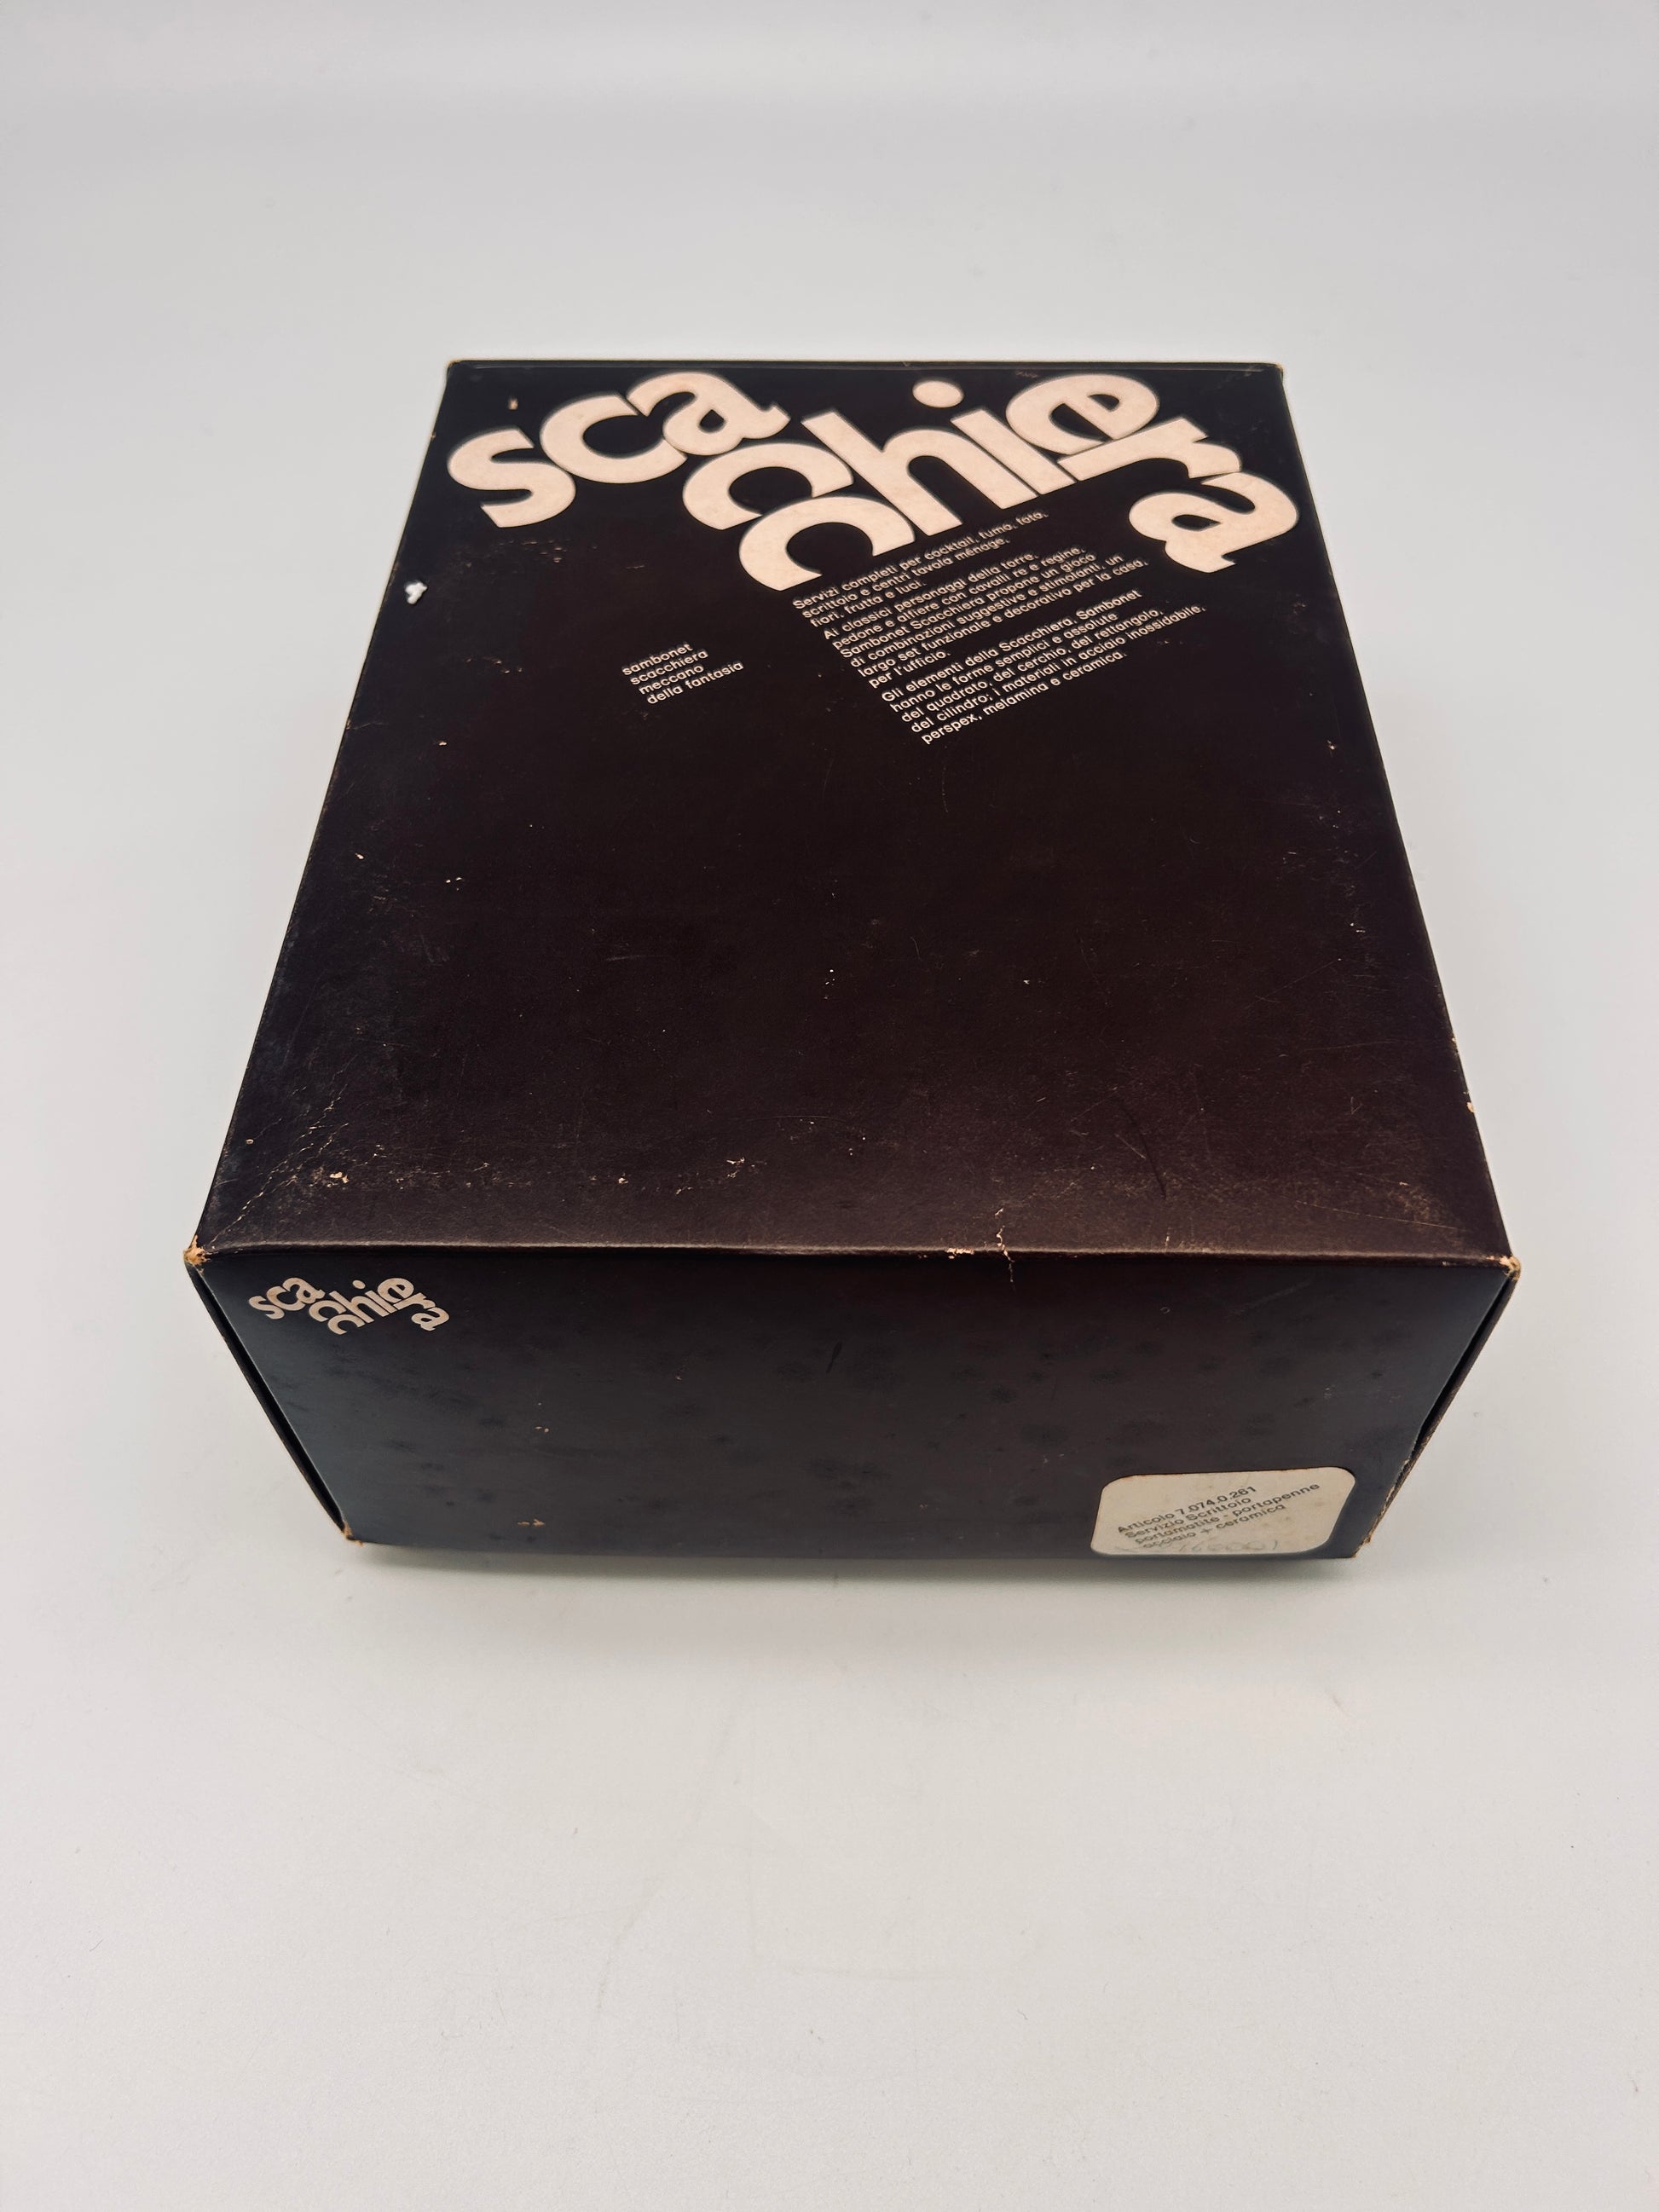 scacchiera
sambonet
scacchiera
meccano
della fantasia
Servizi completi per cocktail, fumo, foto,
scrittoio e centri tavola ménage,
fiori, frutta e luci.
Ai classici personaggi della torre,
pedone e alfiere con cavalli re e regine,
Sambonet Scacchiera propone un gioco
di combinazioni suggestive e stimolanti, un
largo set funzionale e decorativo per la casa,
per l'ufficio.
Gli elementi della Scacchiera Sambonet
hanno le forme semplici e assolute
del quadrato, del cerchio, del rettangolo,
del cilindro; i materiali in acciaio inossidabile,
perspex, melamina e ceramica.
scacchiera
Articolo 7.074.0.261
Servizio Scrittoio
portamatite - portapenne
acciaio + ceramica